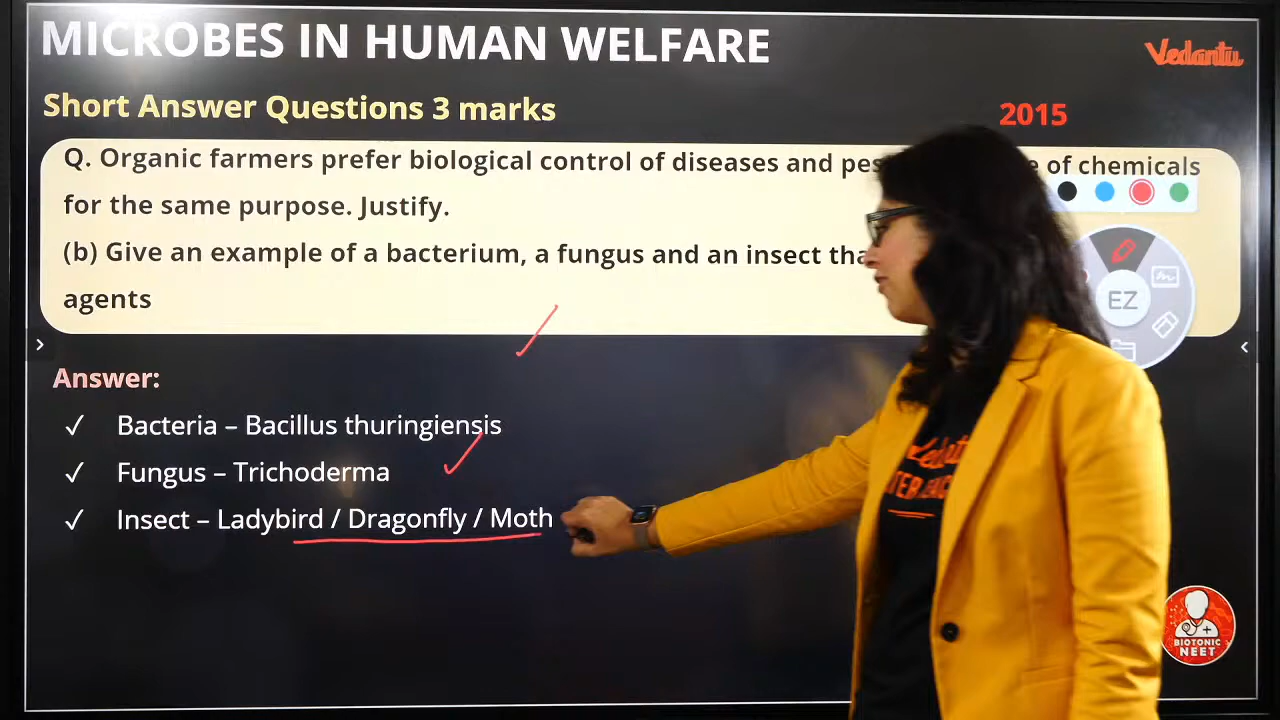 MICROBES IN HUMAN WELFARE
Vedantu
Short Answer Questions 3 marks
2015
Q. Organic farmers prefer biological control of diseases and of chemicals
for the same purpose. Justify.
(b) Give an example of a bacterium, a fungus and an insect
agents
EZ
Answer:
✓ Bacteria – Bacillus thuringiensis
✓ Fungus – Trichoderma
✓ Insect – Ladybird / Dragonfly / Moth
BIOTONIC
NEET